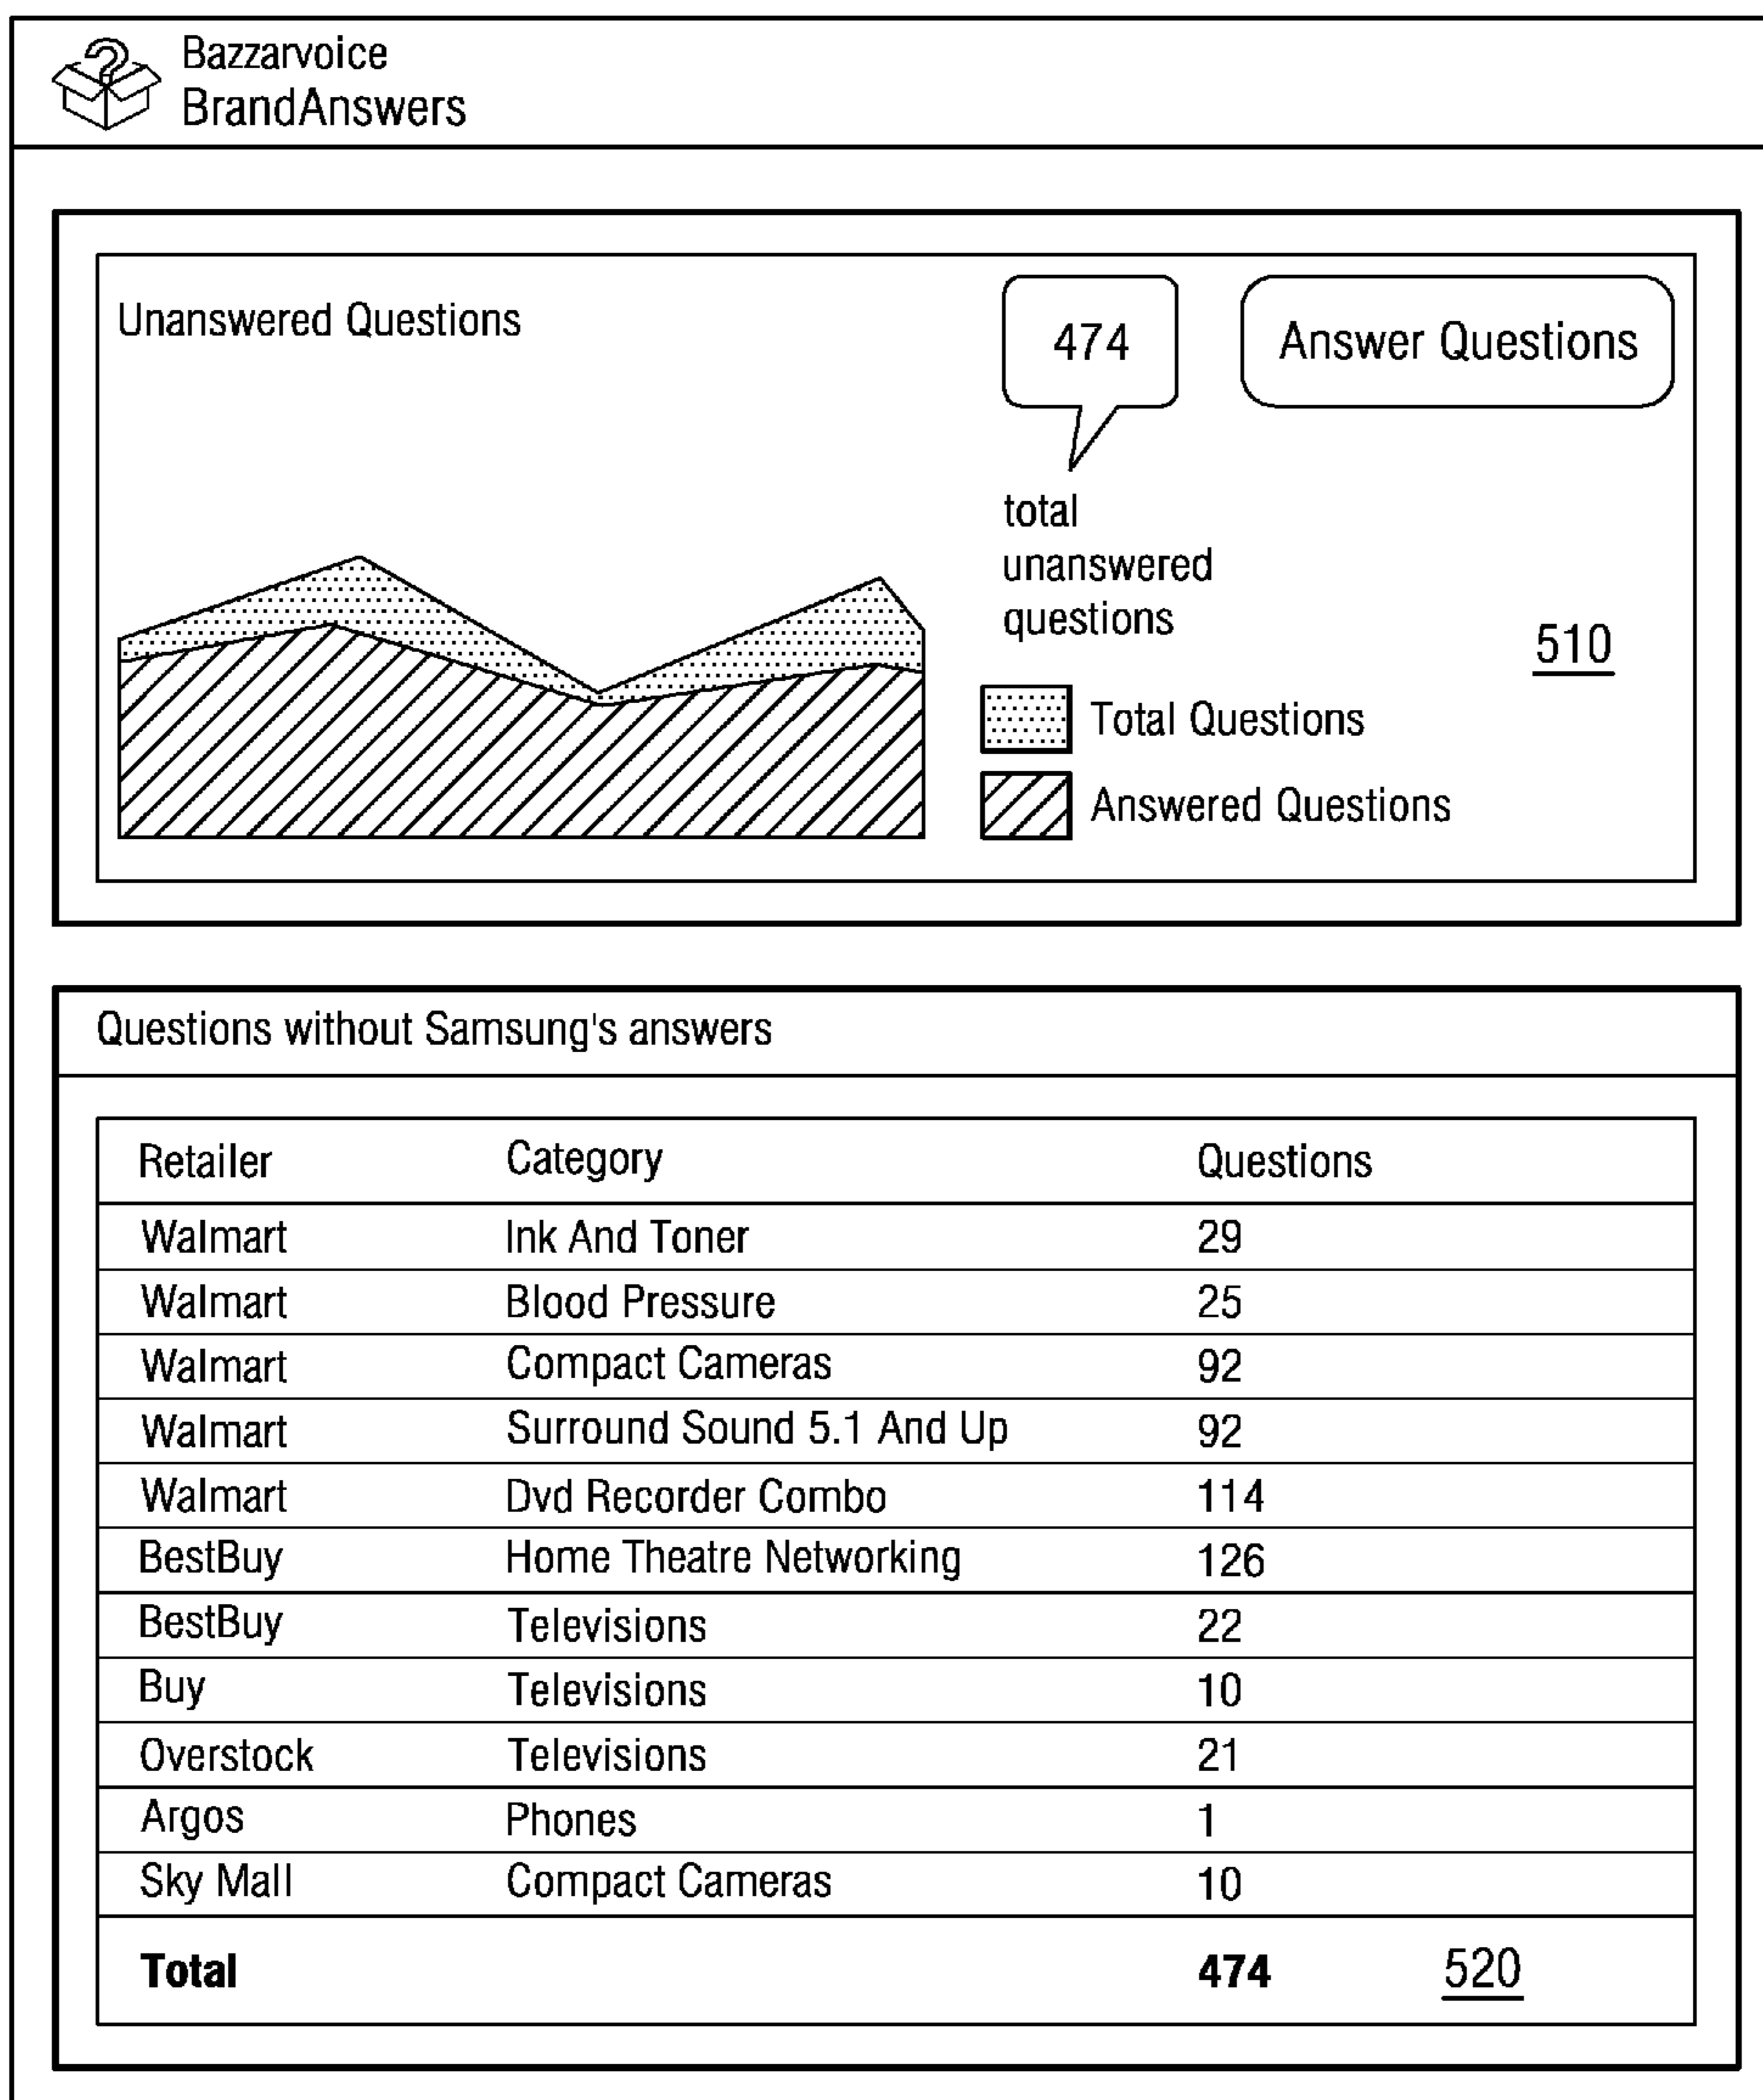 Bazzarvoice
BrandAnswers
Unanswered Questions
474
Answer Questions
total
unanswered
questions
510
Total Questions
Answered Questions
Questions without Samsung's answers
Retailer Category Questions
Walmart Ink And Toner 29
Walmart Blood Pressure 25
Walmart Compact Cameras 92
Walmart Surround Sound 5.1 And Up 92
Walmart Dvd Recorder Combo 114
BestBuy Home Theatre Networking 126
BestBuy Televisions 22
Buy Televisions 10
Overstock Televisions 21
Argos Phones 1
Sky Mall Compact Cameras 10
Total 474 520